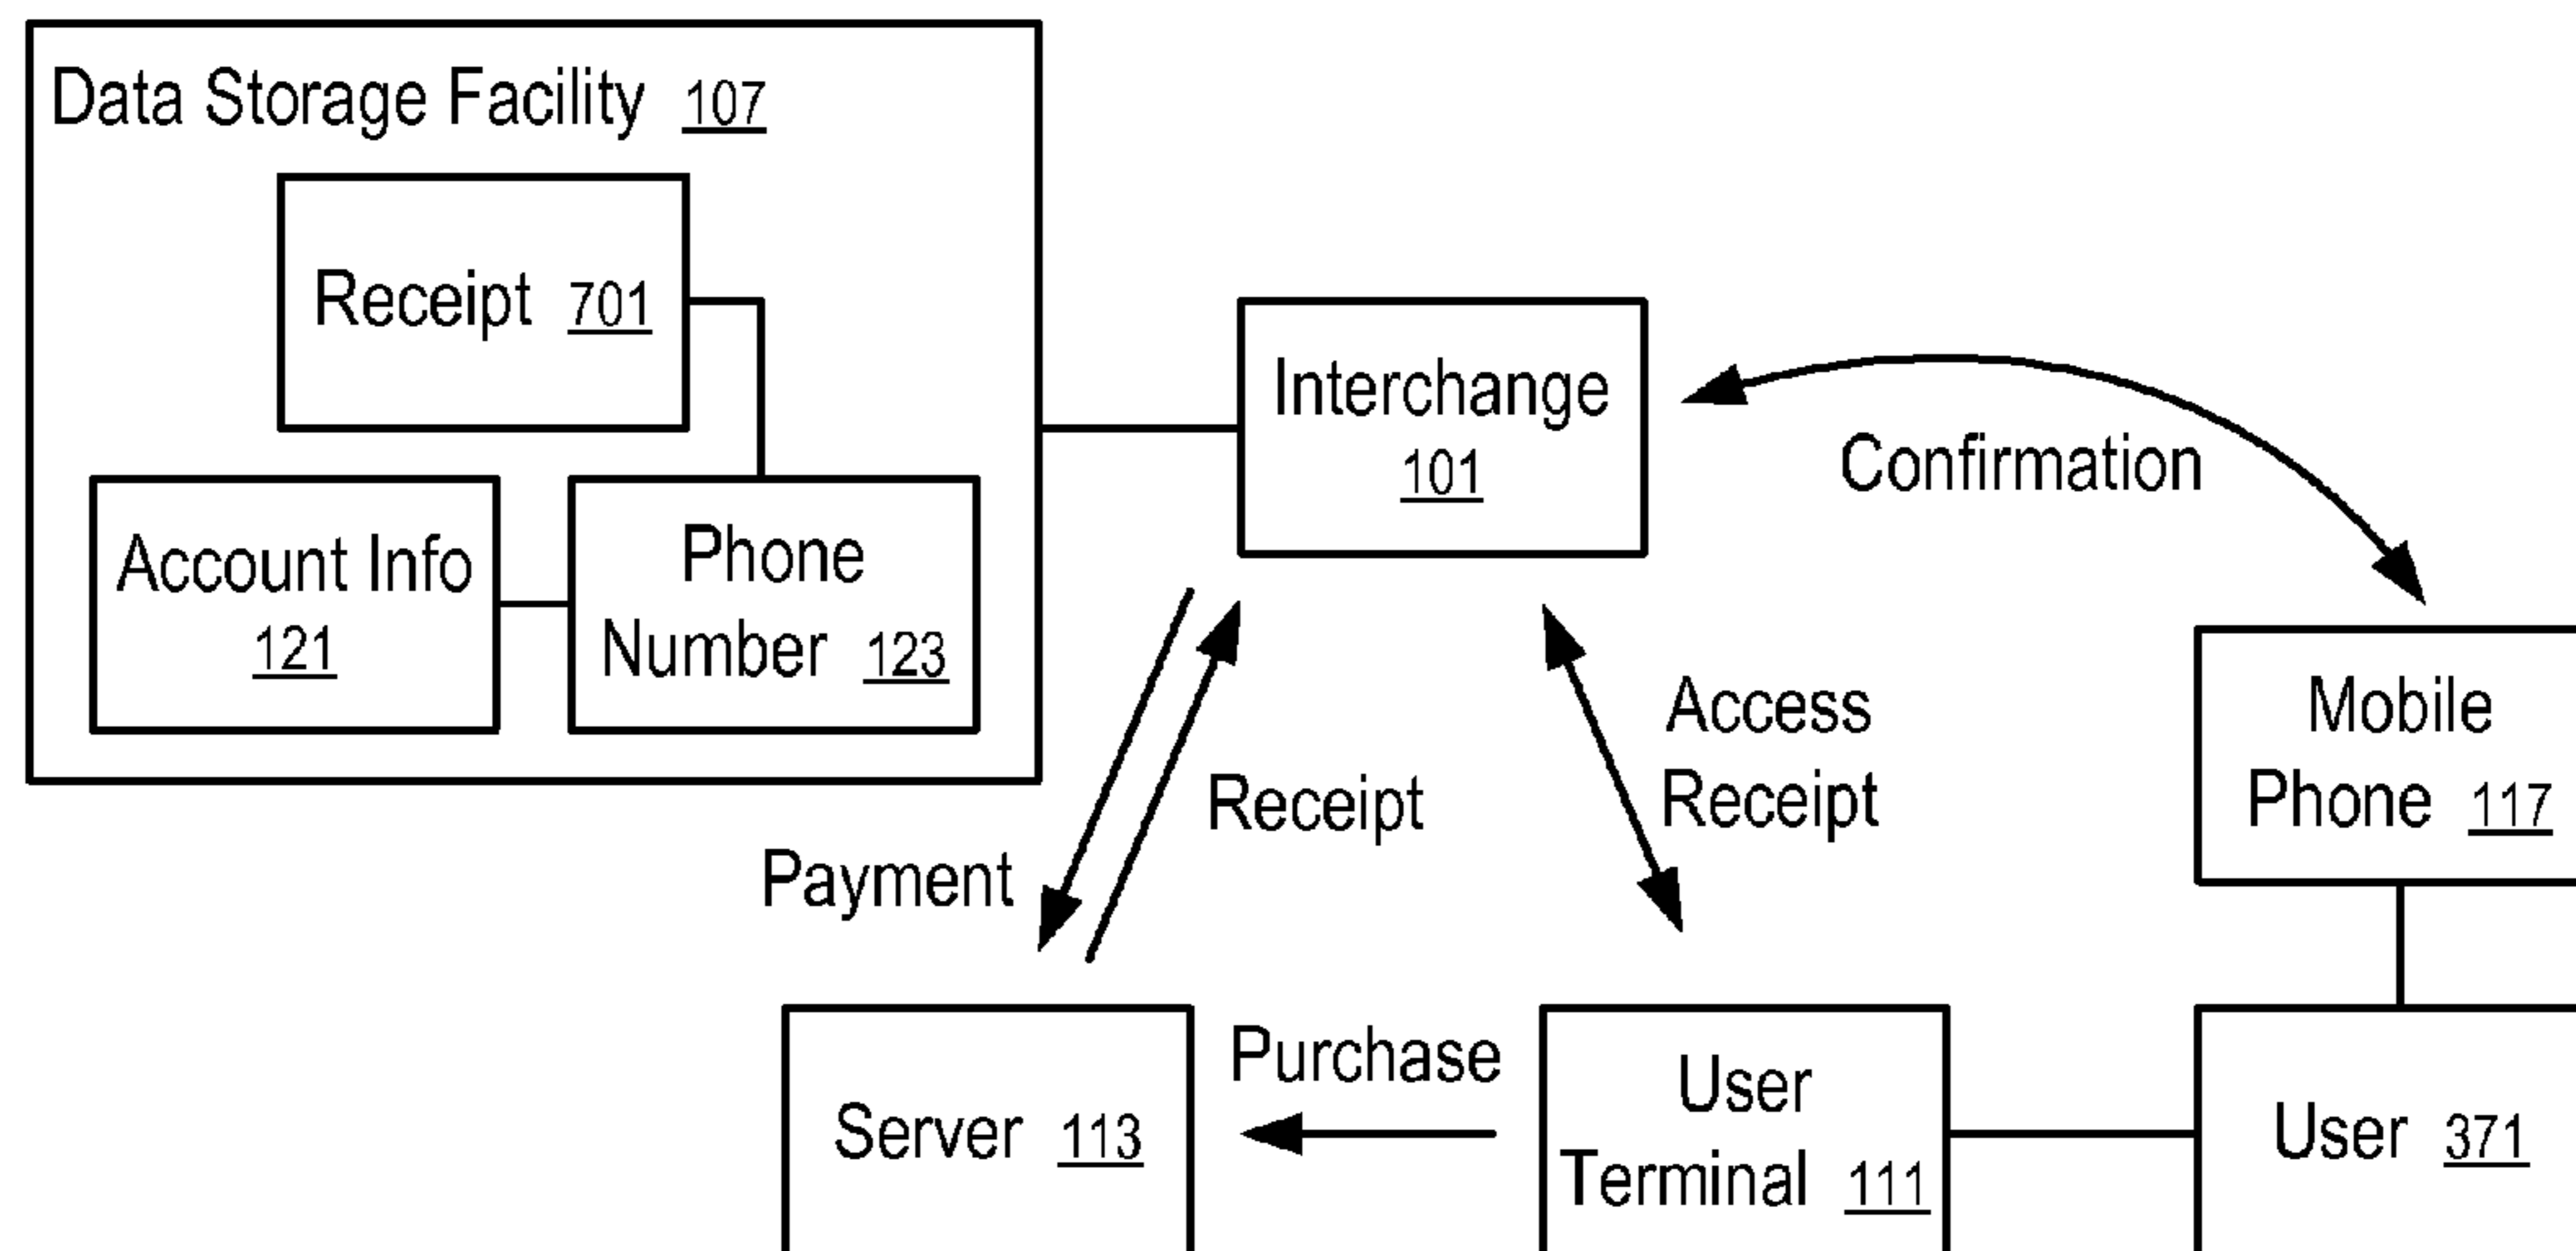 Data Storage Facility 107
Receipt 701
Account Info
121
Phone
Number 123
Interchange
101
Confirmation
Mobile
Phone 117
Access
Receipt
Receipt
Payment
Server 113
Purchase
User
Terminal 111
User 371